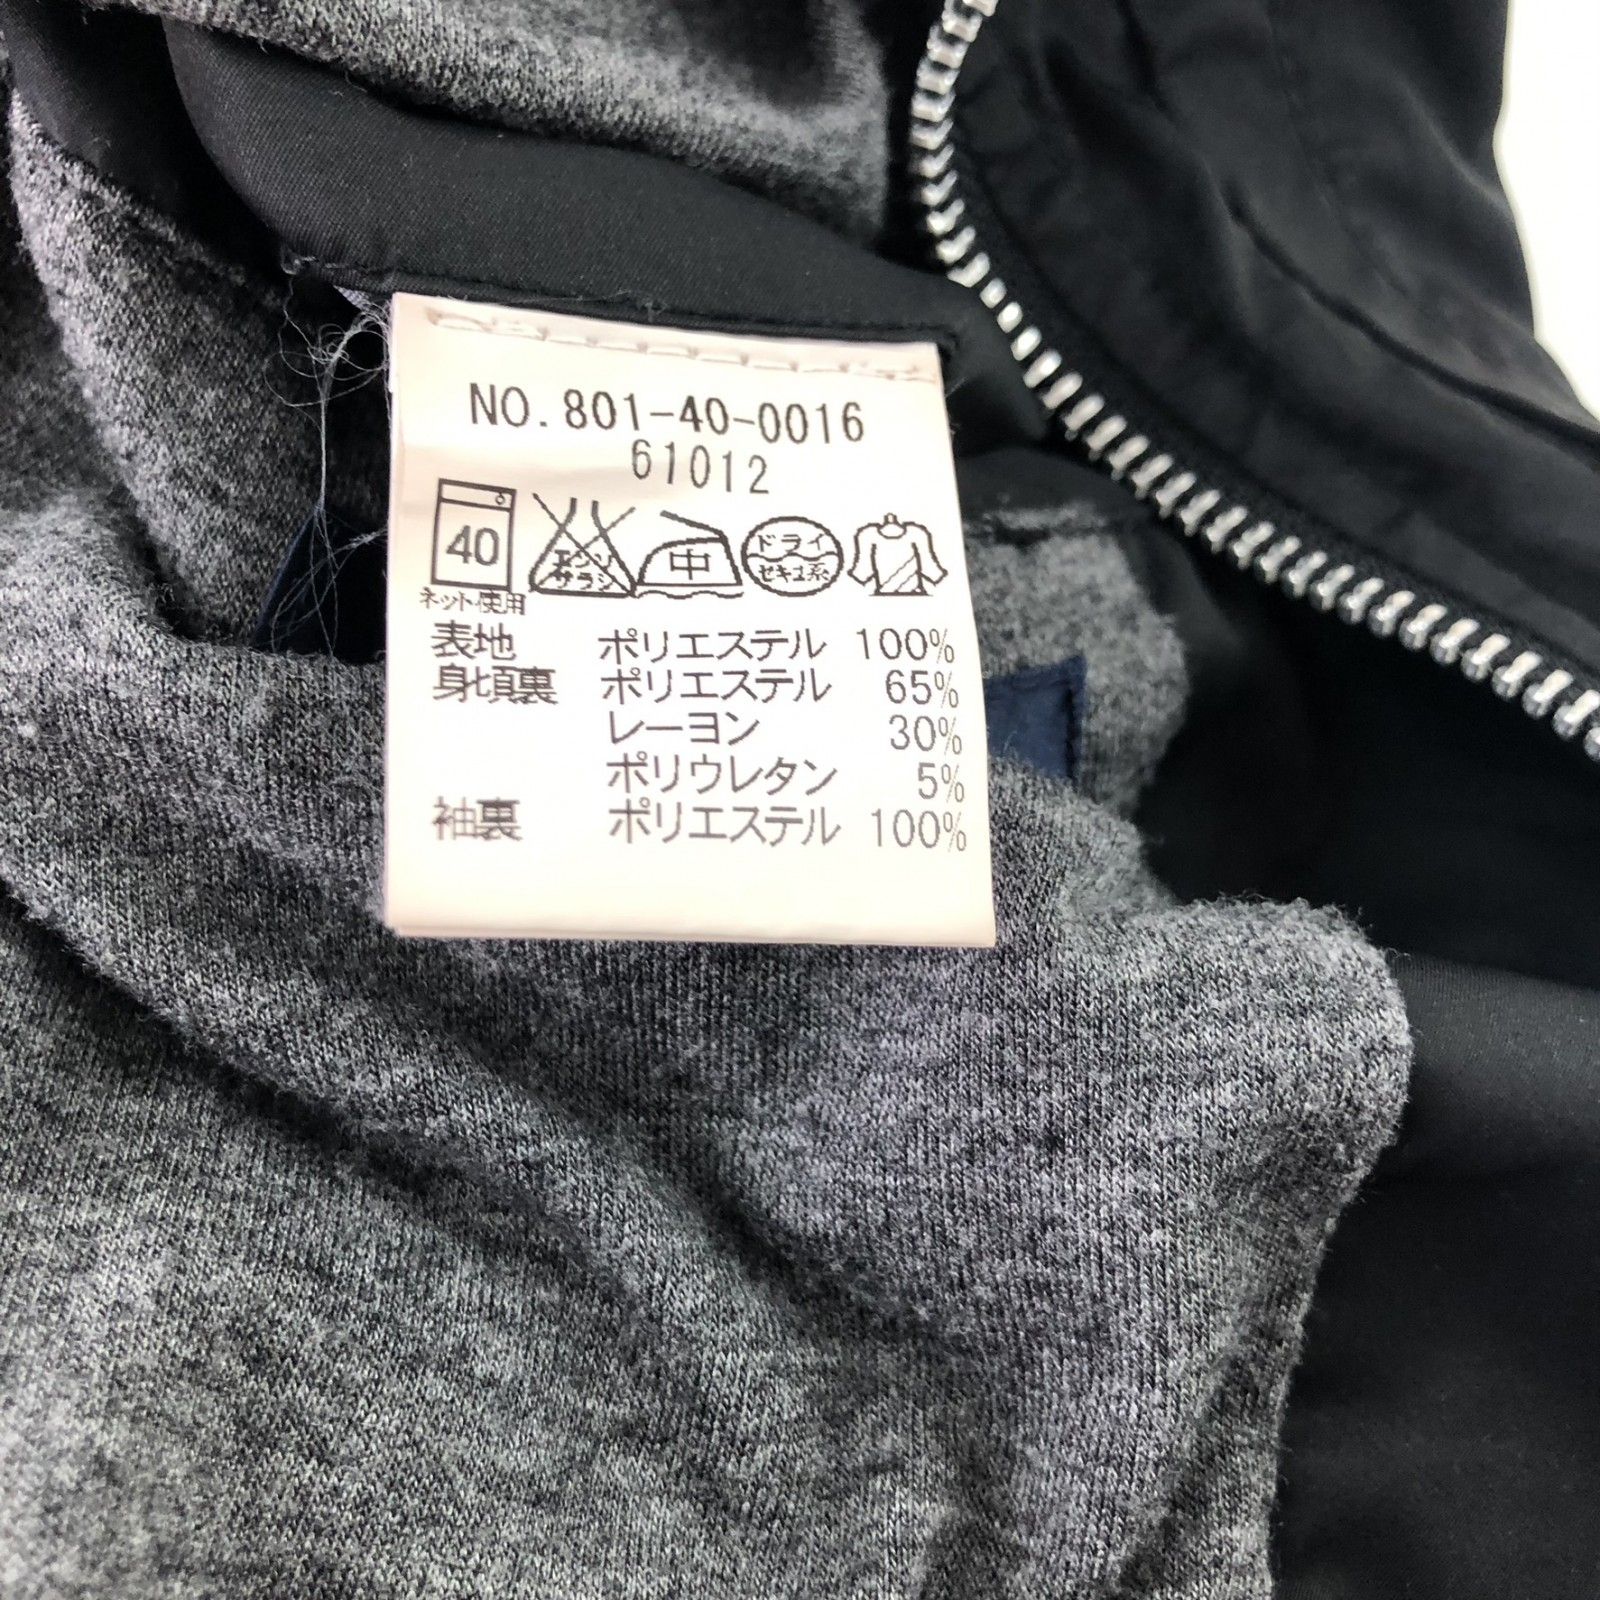 NO.801-40-0016
61012
40 エンソ サラシ 中 ドライ セキユ系
ネット使用
表地 ポリエステル 100%
身頃裏 ポリエステル 65%
レーヨン 30%
ポリウレタン 5%
袖裏 ポリエステル 100%